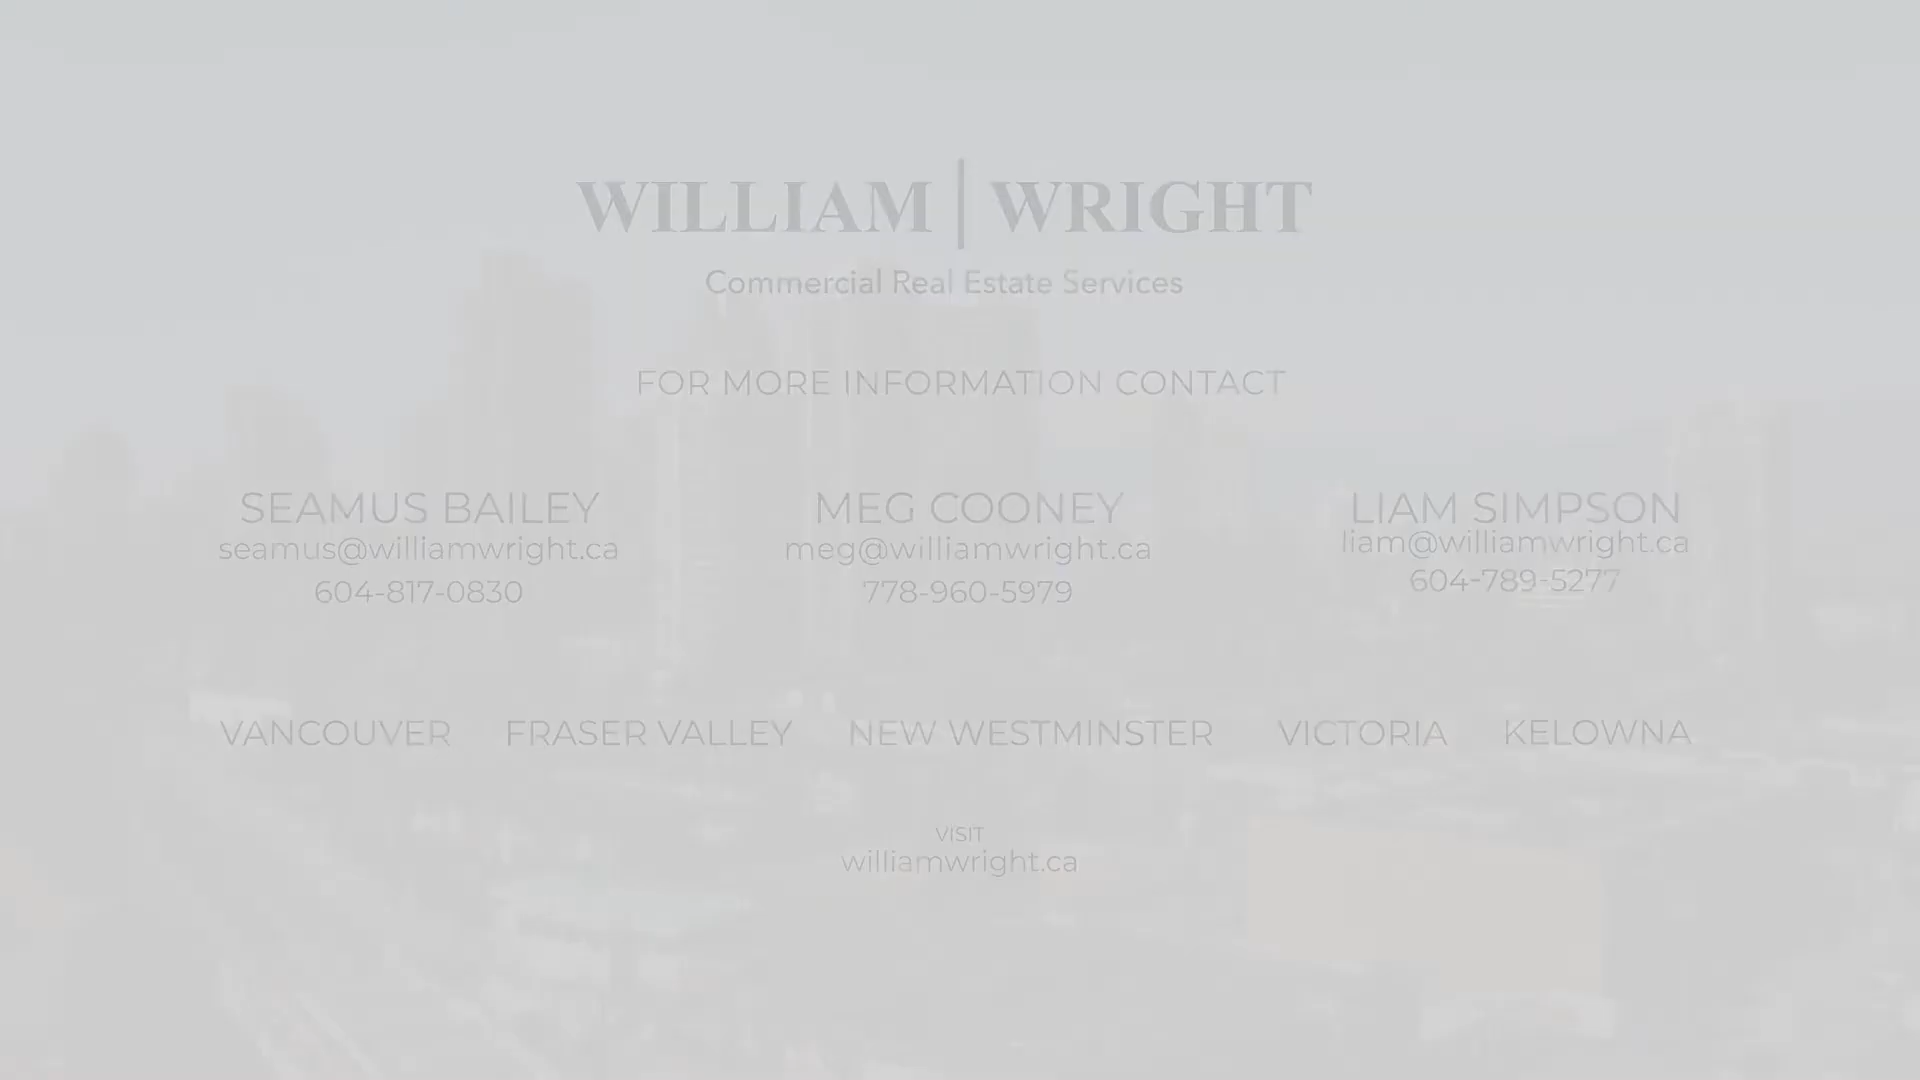 WILLIAM | WRIGHT
Commercial Real Estate Services
FOR MORE INFORMATION CONTACT
SEAMUS BAILEY
seamus@williamwright.ca
604-817-0830
MEG COONEY
meg@williamwright.ca
778-960-5979
LIAM SIMPSON
liam@williamwright.ca
604-789-5277
VANCOUVER FRASER VALLEY NEW WESTMINSTER VICTORIA KELOWNA
VISIT
williamwright.ca